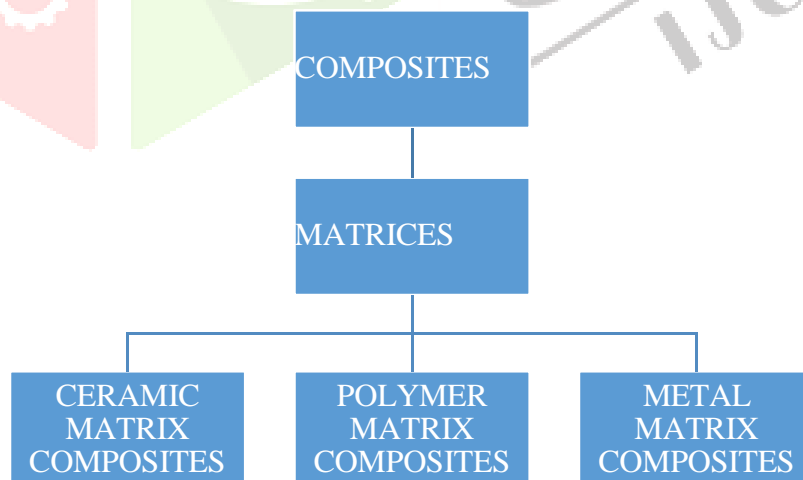 COMPOSITES
MATRICES
CERAMIC
MATRIX
COMPOSITES
POLYMER
MATRIX
COMPOSITES
METAL
MATRIX
COMPOSITES